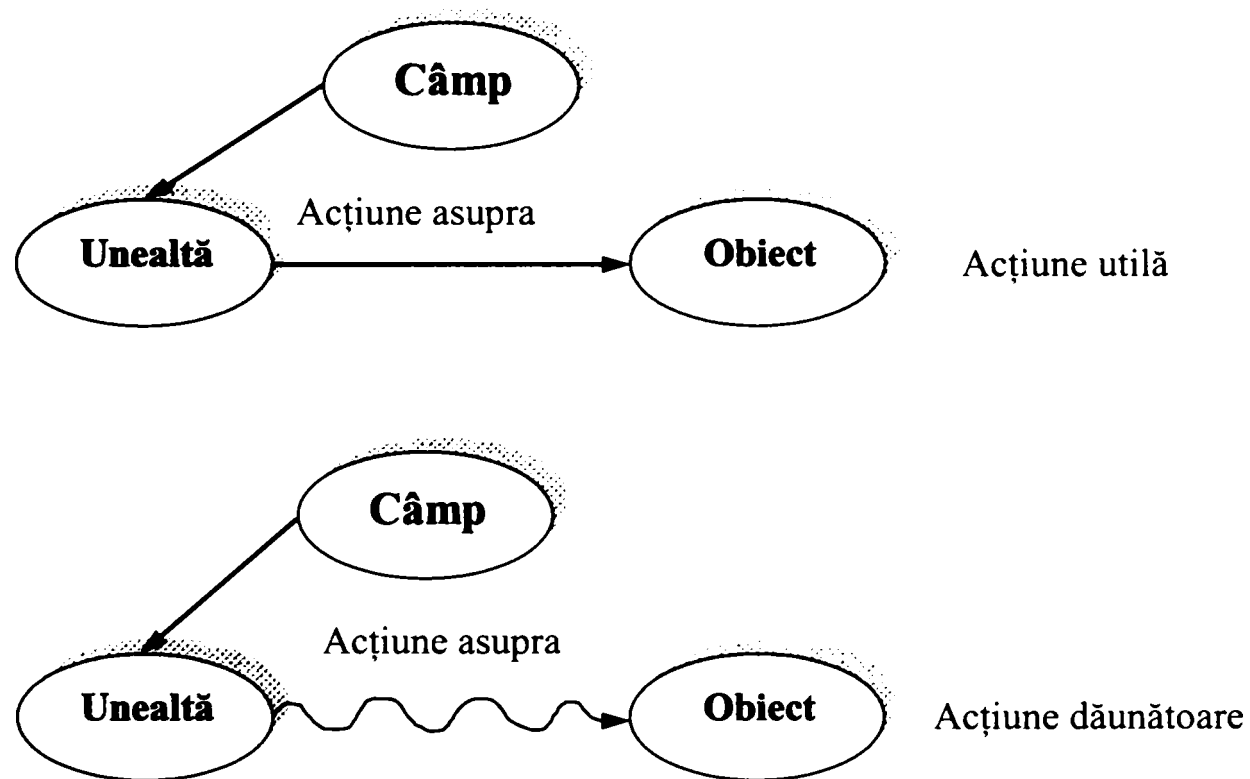 Câmp
Acțiune asupra
Unealtă
Obiect
Acțiune utilă
Câmp
Acțiune asupra
Unealtă
Obiect
Acțiune dăunătoare